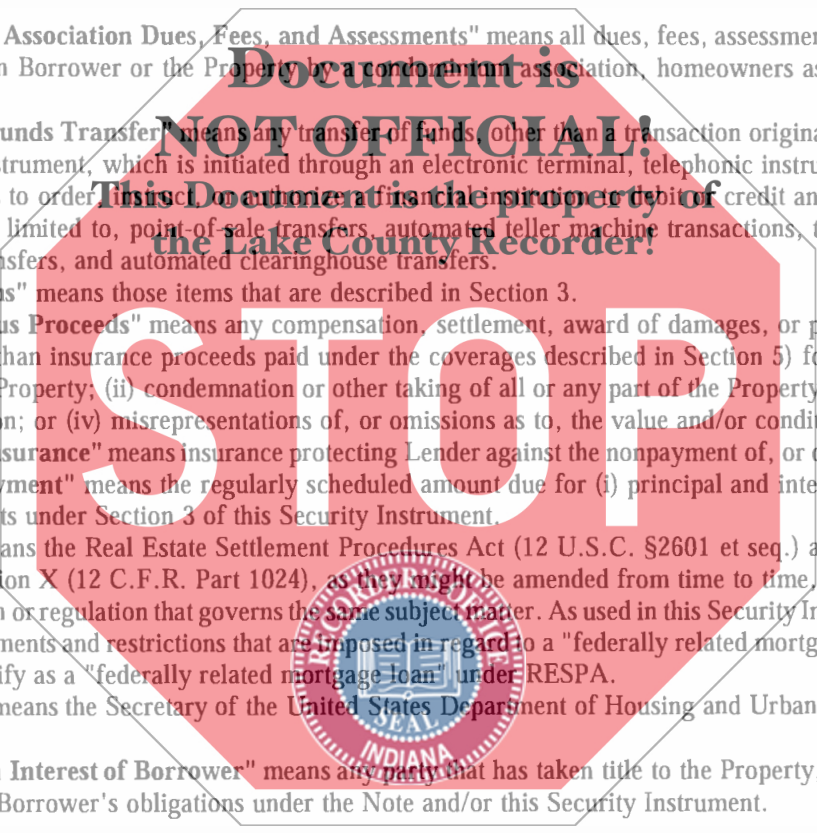 Association Dues, Fees, and Assessments" means all dues, fees, assessmen
n Borrower or the Property by a condominium association, homeowners as
Document is
unds Transfer" means any transfer of funds, other than a transaction origina
NOT OFFICIAL!
strument, which is initiated through an electronic terminal, telephonic instru
to order, instruct, or authorize a financial institution to debit or credit an
This Document is the property of
limited to, point-of-sale transfers, automated teller machine transactions, t
the Lake County Recorder!
nsfers, and automated clearinghouse transfers.
ns" means those items that are described in Section 3.
us Proceeds" means any compensation, settlement, award of damages, or p
than insurance proceeds paid under the coverages described in Section 5) fo
Property; (ii) condemnation or other taking of all or any part of the Property
on; or (iv) misrepresentations of, or omissions as to, the value and/or condi
STOP
surance" means insurance protecting Lender against the nonpayment of, or d
yment" means the regularly scheduled amount due for (i) principal and inte
ts under Section 3 of this Security Instrument.
ans the Real Estate Settlement Procedures Act (12 U.S.C. §2601 et seq.) a
ion X (12 C.F.R. Part 1024), as they might be amended from time to time,
n or regulation that governs the same subject matter. As used in this Security In
ments and restrictions that are imposed in regard to a "federally related mortg
ify as a "federally related mortgage loan" under RESPA.
means the Secretary of the United States Department of Housing and Urban
RECORDER'S OFFICE
SEAL
INDIANA
Interest of Borrower" means any party that has taken title to the Property,
Borrower's obligations under the Note and/or this Security Instrument.